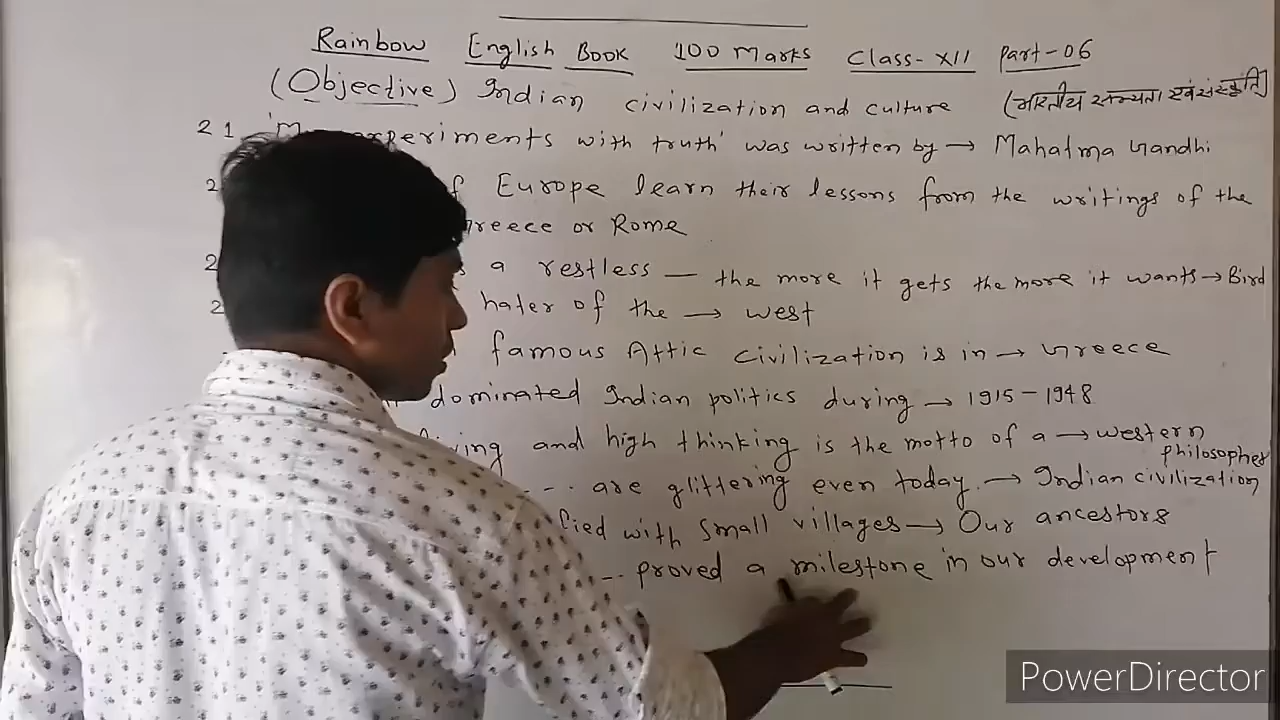 Rainbow English Book 100 Marks Class-XII Part-06
(Objective) Indian civilization and culture (भारतीय सभ्यता एवं संस्कृति)
21 'My experiments with truth' was written by → Mahatma Gandhi
2 of Europe learn their lessons from the writings of the
Greece or Rome
2 a restless — the more it gets the more it wants → Bird
2 hater of the → west
famous Attic civilization is in → Greece
dominated Indian politics during → 1915-1948
and high thinking is the motto of a → western
philosopher
... are glittering even today. → Indian civilization
fied with small villages → Our ancestors
... proved a milestone in our development
PowerDirector